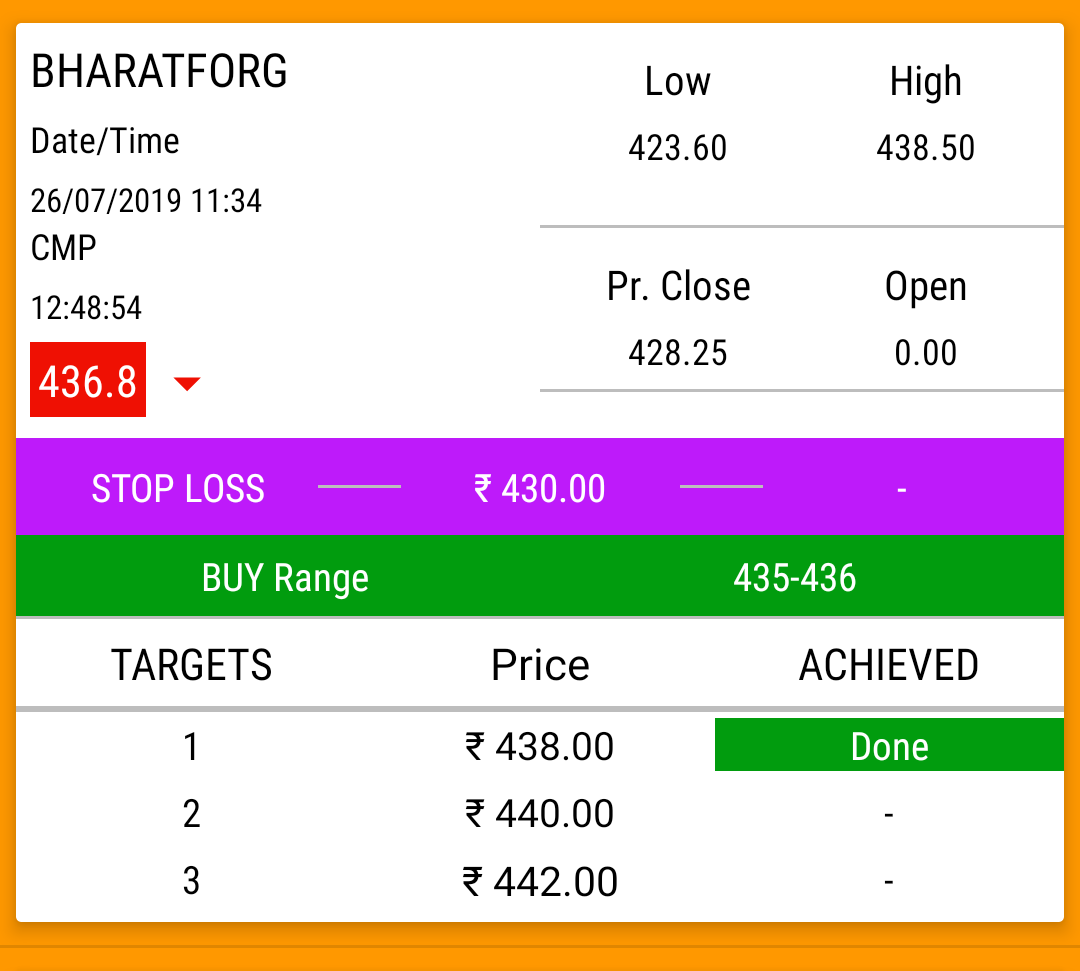 BHARATFORG
Date/Time
26/07/2019 11:34
CMP
12:48:54
436.8
Low High
423.60 438.50
Pr. Close Open
428.25 0.00
STOP LOSS ₹ 430.00 -
BUY Range 435-436
TARGETS Price ACHIEVED
1 ₹ 438.00 Done
2 ₹ 440.00 -
3 ₹ 442.00 -